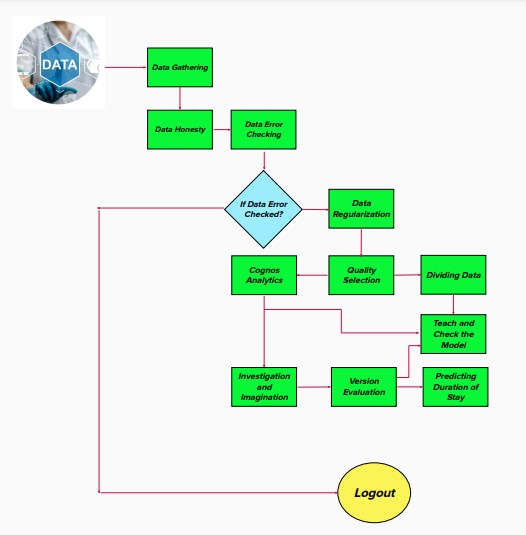 DATA
Data Gathering
Data Honesty
Data Error
Checking
If Data Error
Checked?
Data
Regularization
Cognos
Analytics
Quality
Selection
Dividing Data
Teach and
Check the
Model
Investigation
and
Imagination
Version
Evaluation
Predicting
Duration of
Stay
Logout